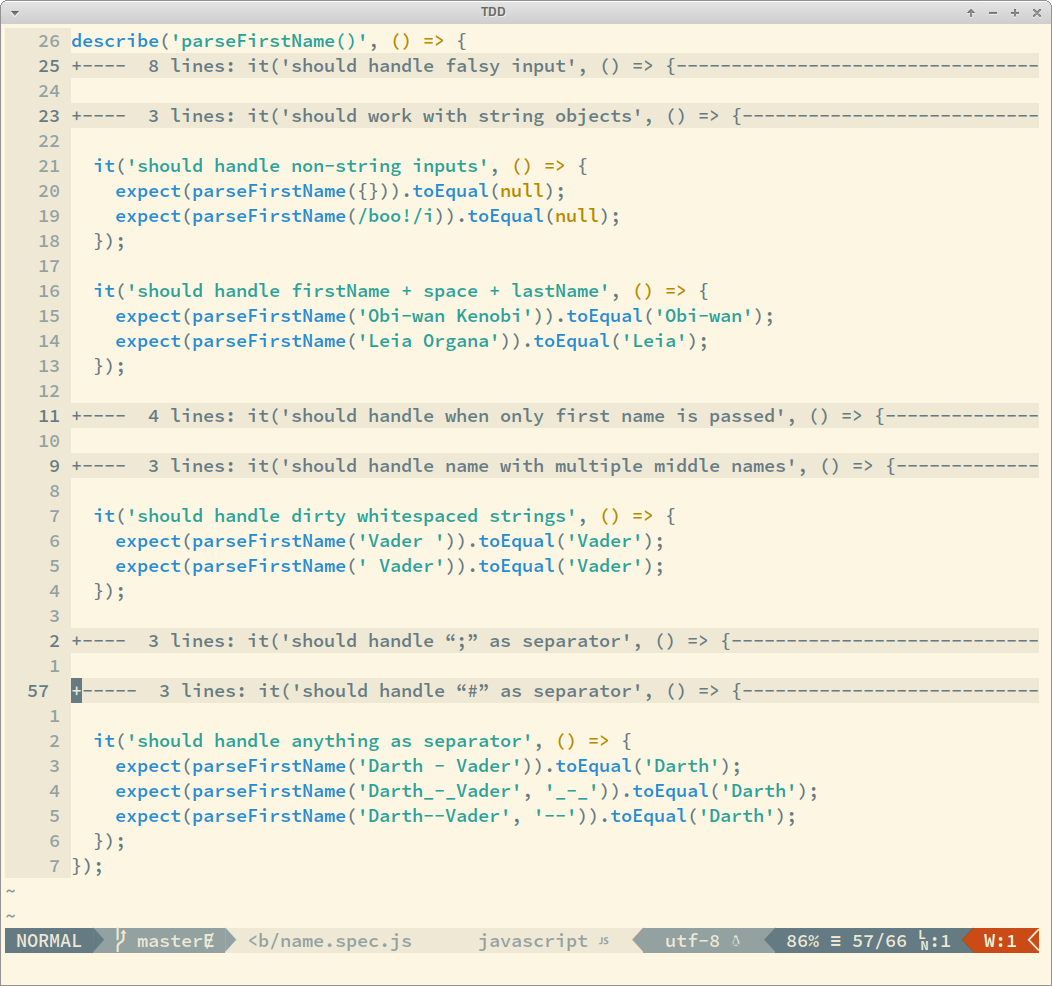 TDD
26 describe('parseFirstName()', () => {
25 +---- 8 lines: it('should handle falsy input', () => {---------------------------------
24
23 +---- 3 lines: it('should work with string objects', () => {---------------------------
22
21 it('should handle non-string inputs', () => {
20 expect(parseFirstName({})).toEqual(null);
19 expect(parseFirstName(/boo!/i)).toEqual(null);
18 });
17
16 it('should handle firstName + space + lastName', () => {
15 expect(parseFirstName('Obi-wan Kenobi')).toEqual('Obi-wan');
14 expect(parseFirstName('Leia Organa')).toEqual('Leia');
13 });
12
11 +---- 4 lines: it('should handle when only first name is passed', () => {--------------
10
9 +---- 3 lines: it('should handle name with multiple middle names', () => {-------------
8
7 it('should handle dirty whitespaced strings', () => {
6 expect(parseFirstName('Vader ')).toEqual('Vader');
5 expect(parseFirstName(' Vader')).toEqual('Vader');
4 });
3
2 +---- 3 lines: it('should handle “;” as separator', () => {----------------------------
1
57 +----- 3 lines: it('should handle “#” as separator', () => {---------------------------
1
2 it('should handle anything as separator', () => {
3 expect(parseFirstName('Darth - Vader')).toEqual('Darth');
4 expect(parseFirstName('Darth_-_Vader', '_-_')).toEqual('Darth');
5 expect(parseFirstName('Darth--Vader', '--')).toEqual('Darth');
6 });
7 });
~
~
NORMAL masterɆ <b/name.spec.js javascript JS utf-8 86% ☰ 57/66 LN:1 W:1